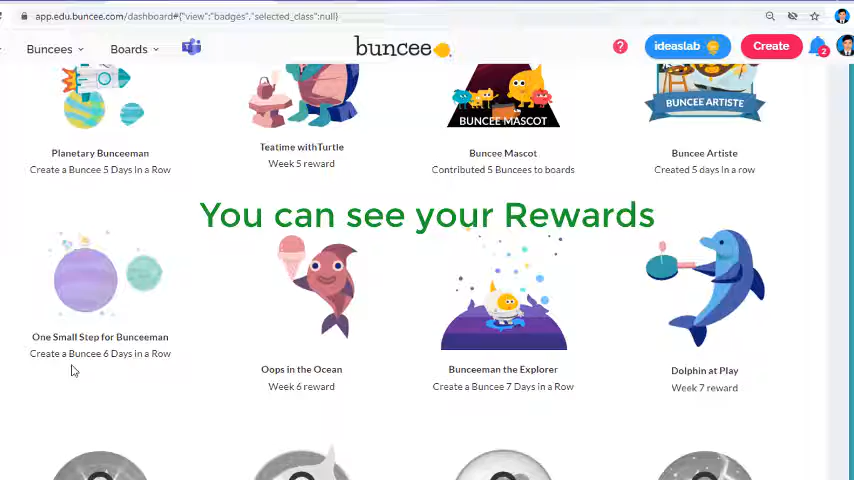 app.edu.buncee.com/dashboard#{"view":"badges","selected_class":null}
Buncees Boards buncee ? ideaslab Create 2
BUNCEE MASCOT BUNCEE ARTISTE
Planetary Bunceeman Teatime withTurtle Buncee Mascot Buncee Artiste
Create a Buncee 5 Days in a Row Week 5 reward Contributed 5 Buncees to boards Created 5 days in a row
You can see your Rewards
One Small Step for Bunceeman Oops in the Ocean Bunceeman the Explorer Dolphin at Play
Create a Buncee 6 Days in a Row Week 6 reward Create a Buncee 7 Days in a Row Week 7 reward